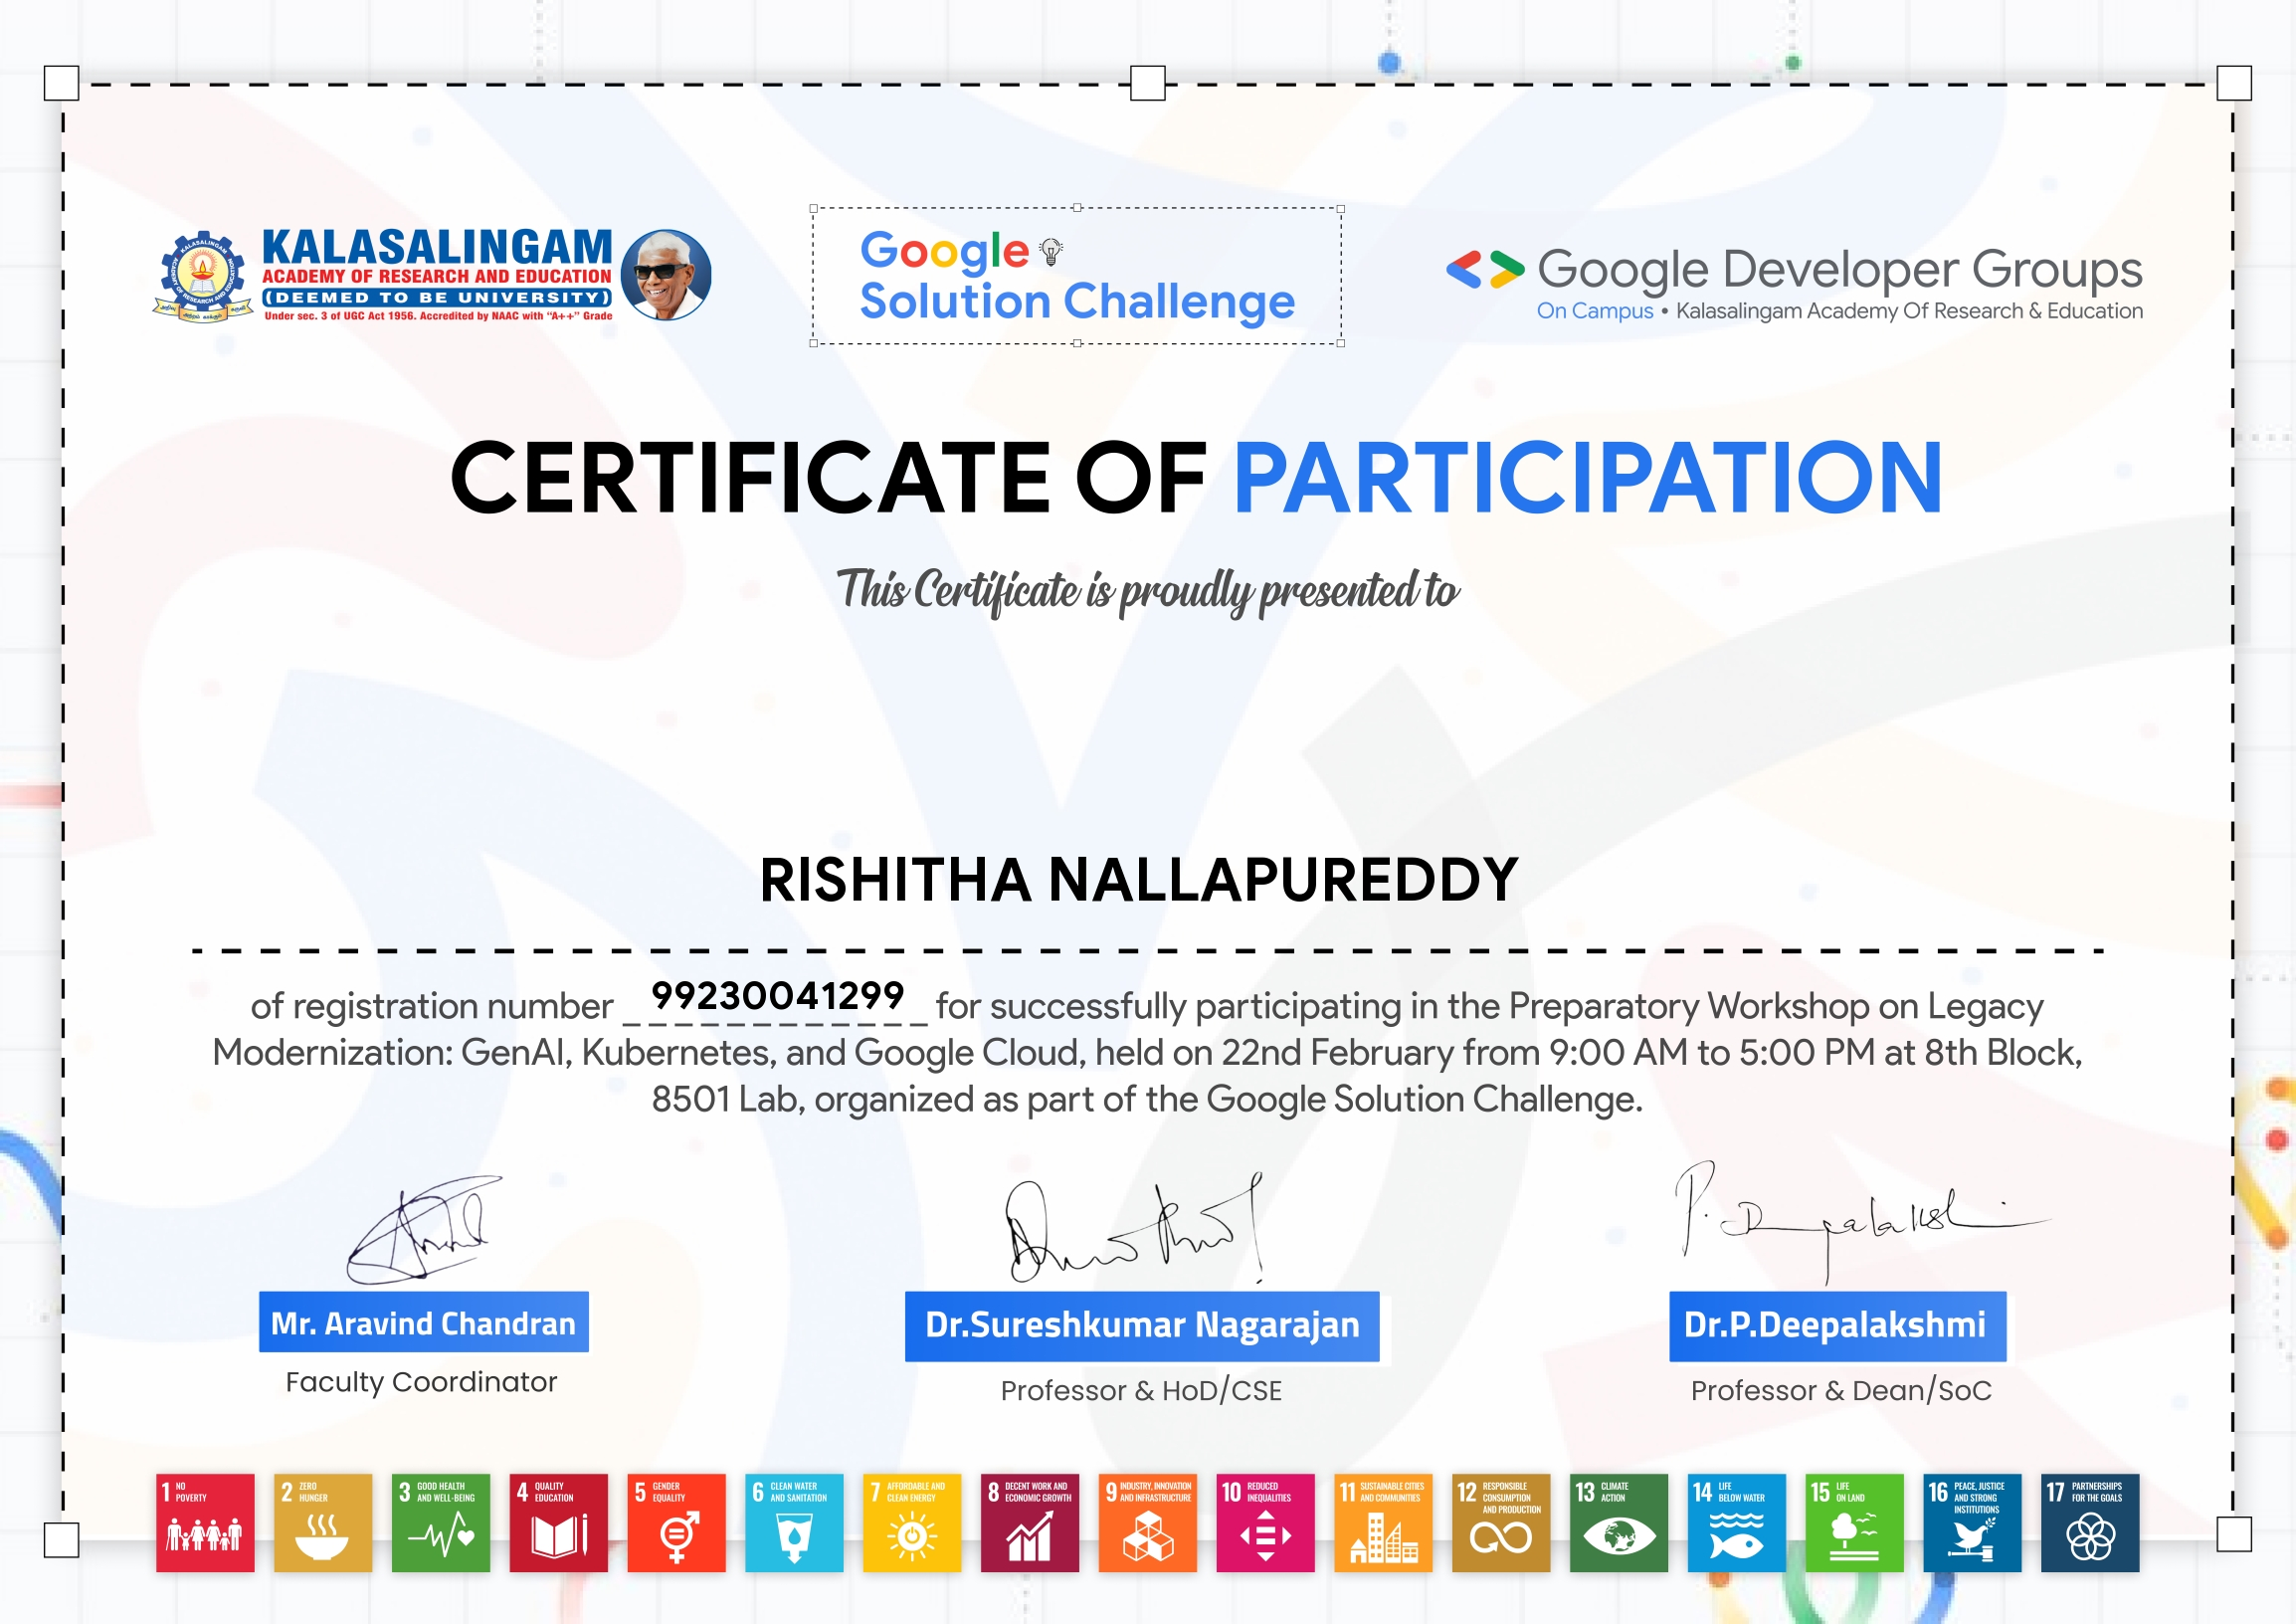 KALASALINGAM
ACADEMY OF RESEARCH AND EDUCATION
(DEEMED TO BE UNIVERSITY)
Under sec. 3 of UGC Act 1956. Accredited by NAAC with "A++" Grade
Google
Solution Challenge
Google Developer Groups
On Campus • Kalasalingam Academy Of Research & Education
CERTIFICATE OF PARTICIPATION
This Certificate is proudly presented to
RISHITHA NALLAPUREDDY
of registration number 99230041299 for successfully participating in the Preparatory Workshop on Legacy
Modernization: GenAI, Kubernetes, and Google Cloud, held on 22nd February from 9:00 AM to 5:00 PM at 8th Block,
8501 Lab, organized as part of the Google Solution Challenge.
P. Deepalakshmi
Mr. Aravind Chandran
Dr.Sureshkumar Nagarajan
Dr.P.Deepalakshmi
Faculty Coordinator
Professor & HoD/CSE
Professor & Dean/SoC
1 NO POVERTY
2 ZERO HUNGER
3 GOOD HEALTH AND WELL-BEING
4 QUALITY EDUCATION
5 GENDER EQUALITY
6 CLEAN WATER AND SANITATION
7 AFFORDABLE AND CLEAN ENERGY
8 DECENT WORK AND ECONOMIC GROWTH
9 INDUSTRY, INNOVATION AND INFRASTRUCTURE
10 REDUCED INEQUALITIES
11 SUSTAINABLE CITIES AND COMMUNITIES
12 RESPONSIBLE CONSUMPTION AND PRODUCTION
13 CLIMATE ACTION
14 LIFE BELOW WATER
15 LIFE ON LAND
16 PEACE, JUSTICE AND STRONG INSTITUTIONS
17 PARTNERSHIPS FOR THE GOALS